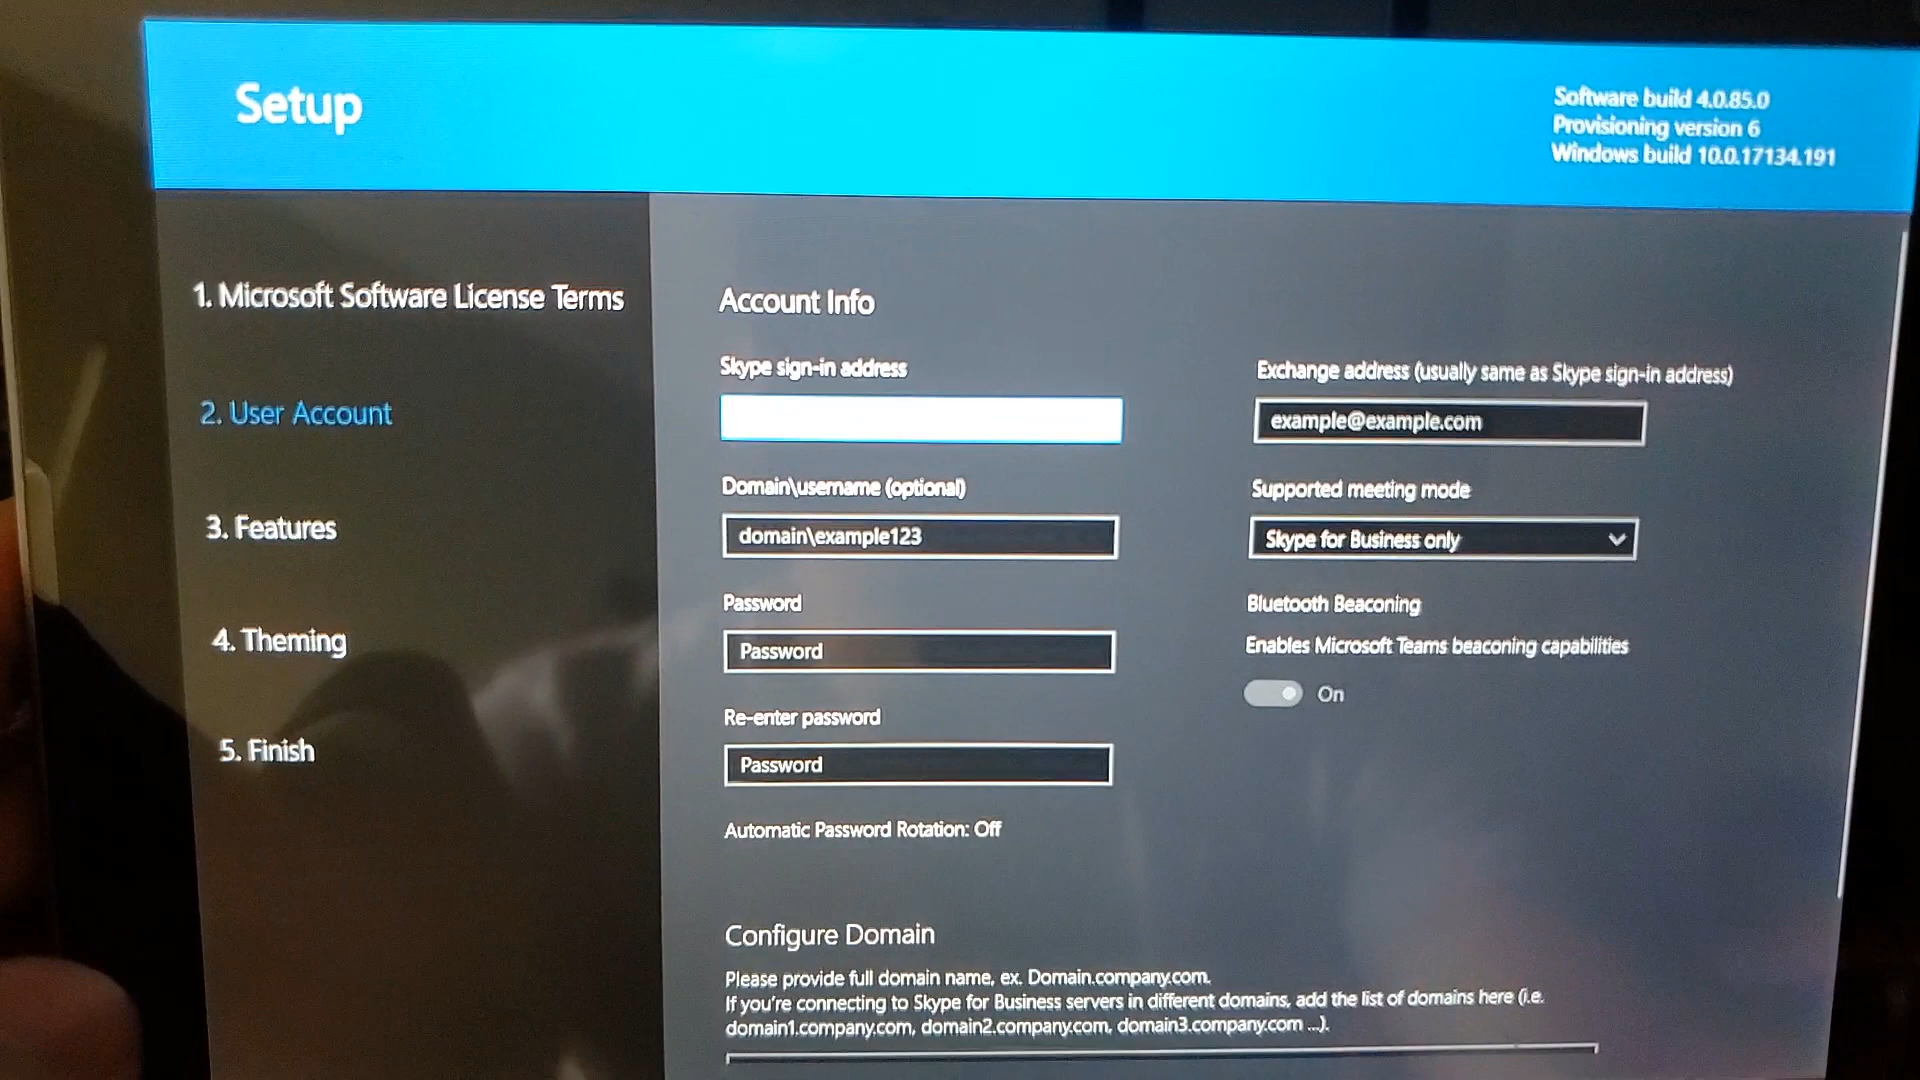 Setup
Software build 4.0.85.0
Provisioning version 6
Windows build 10.0.17134.191
1. Microsoft Software License Terms
2. User Account
3. Features
4. Theming
5. Finish
Account Info
Skype sign-in address
Domain\username (optional)
domain\example123
Password
Password
Re-enter password
Password
Automatic Password Rotation: Off
Exchange address (usually same as Skype sign-in address)
example@example.com
Supported meeting mode
Skype for Business only
Bluetooth Beaconing
Enables Microsoft Teams beaconing capabilities
On
Configure Domain
Please provide full domain name, ex. Domain.company.com.
If you're connecting to Skype for Business servers in different domains, add the list of domains here (i.e.
domain1.company.com, domain2.company.com, domain3.company.com ...).